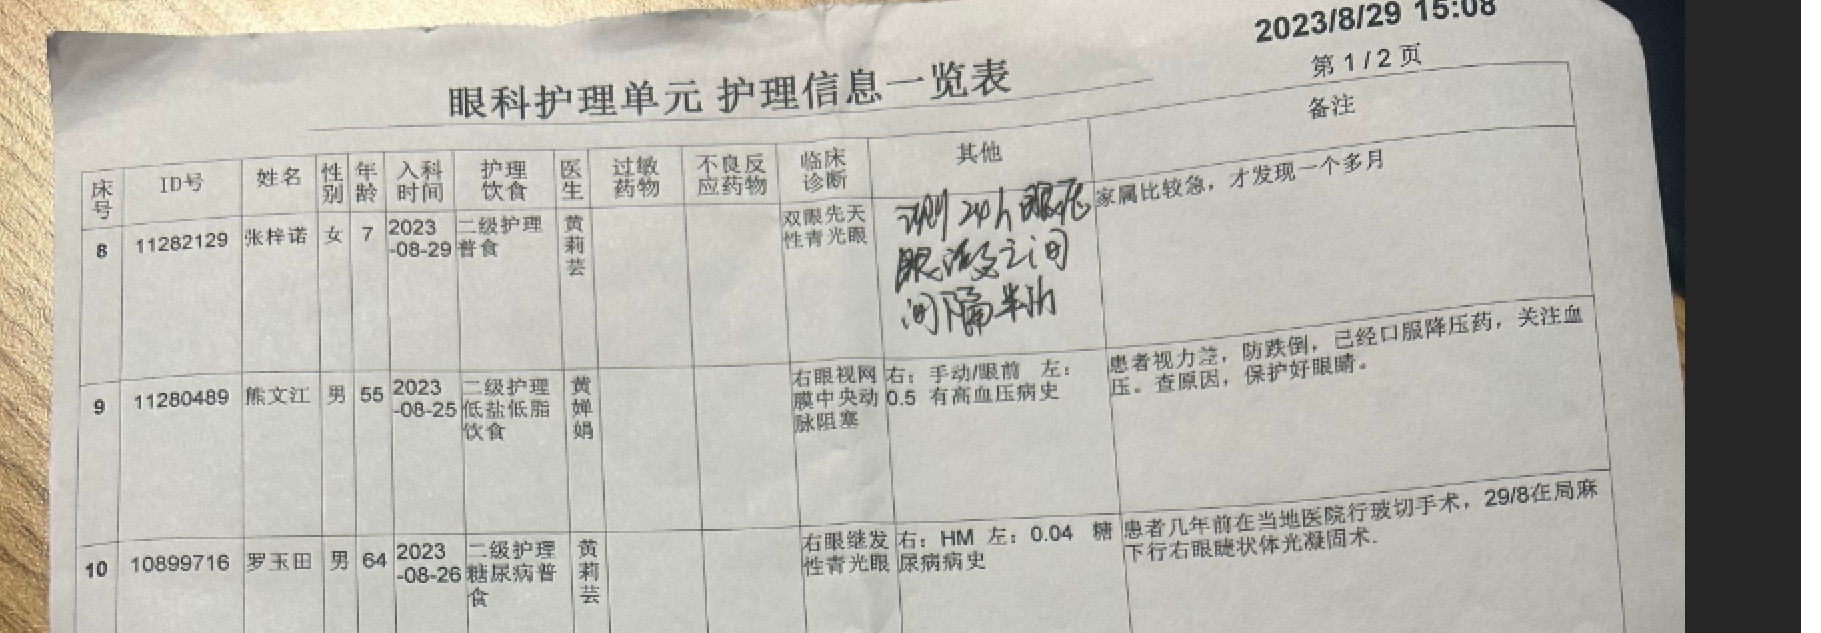 2023/8/29 15:08
第 1 / 2 页
眼科护理单元 护理信息一览表
床号 ID号 姓名 性别 年龄 入科时间 护理饮食 医生 过敏药物 不良反应药物 临床诊断 其他 备注
8 11282129 张梓诺 女 7 2023-08-29 二级护理普食 黄莉芸 双眼先天性青光眼 测24h眼压 眼液之间 间隔半h 家属比较急，才发现一个多月
9 11280489 熊文江 男 55 2023-08-25 二级护理低盐低脂饮食 黄婵娟 右眼视网膜中央动脉阻塞 右：手动/眼前 左：0.5 有高血压病史 患者视力差，防跌倒，已经口服降压药，关注血压。查原因，保护好眼睛。
10 10899716 罗玉田 男 64 2023-08-26 二级护理糖尿病普食 黄莉芸 右眼继发性青光眼 右：HM 左：0.04 糖尿病病史 患者几年前在当地医院行玻切手术，29/8在局麻下行右眼睫状体光凝固术.